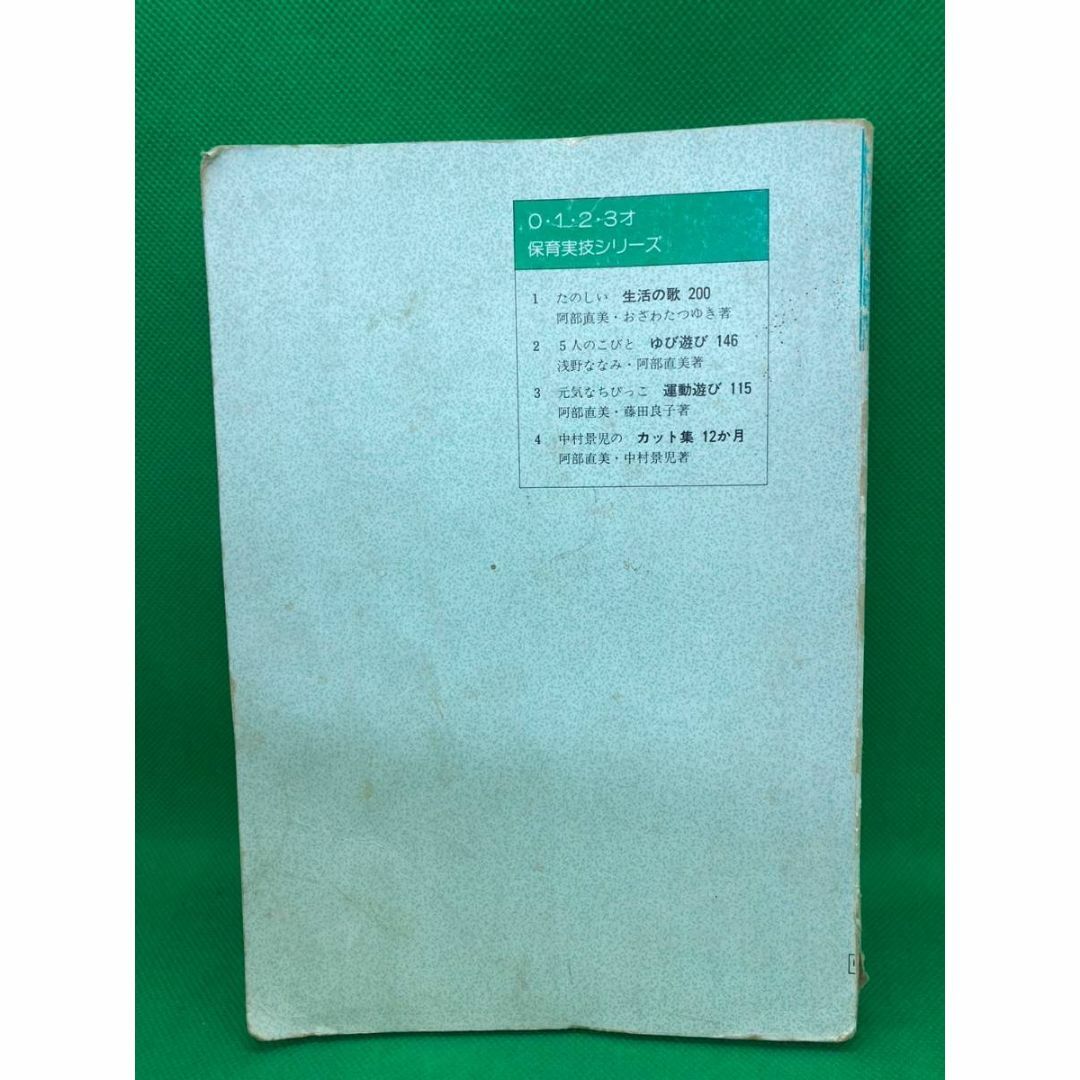 0・1・2・3才
保育実技シリーズ
1 たのしい 生活の歌 200
阿部直美・おざわたつゆき著
2 5人のこびと ゆび遊び 146
浅野ななみ・阿部直美著
3 元気なちびっこ 運動遊び 115
阿部直美・藤田良子著
4 中村景児の カット集 12か月
阿部直美・中村景児著